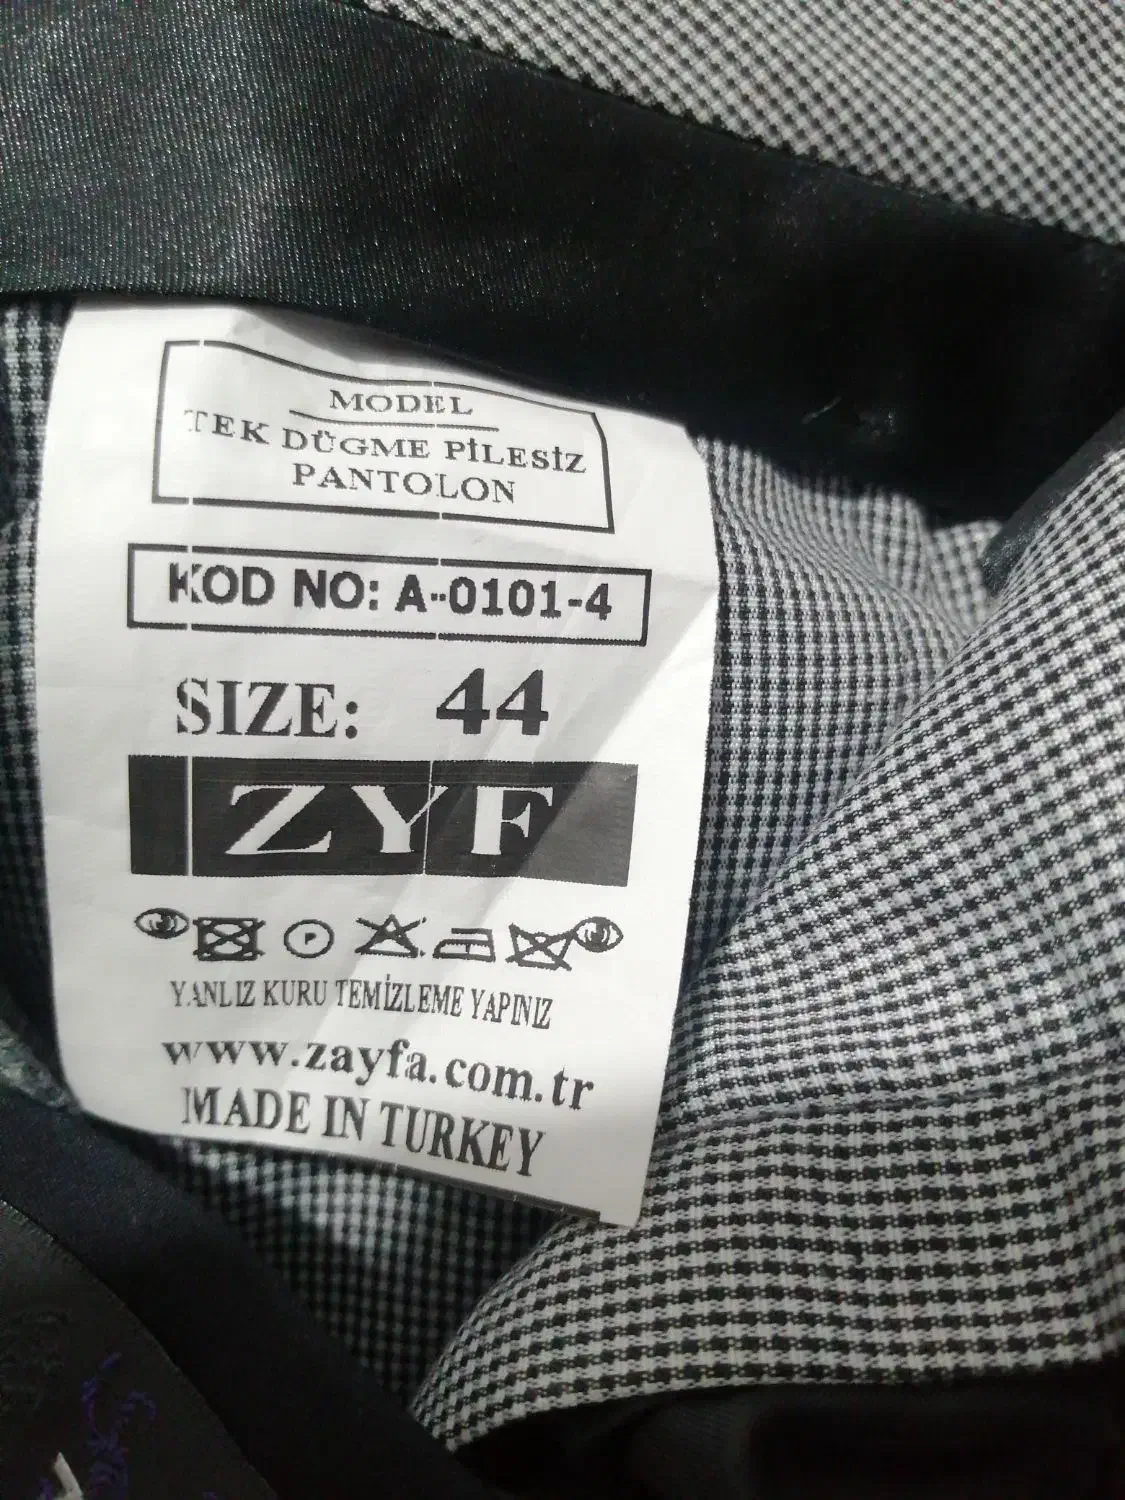 MODEL
TEK DÜGME PİLESİZ
PANTOLON
KOD NO: A-0101-4
SIZE: 44
ZYF
P
YANLIZ KURU TEMİZLEME YAPINIZ
www.zayfa.com.tr
MADE IN TURKEY